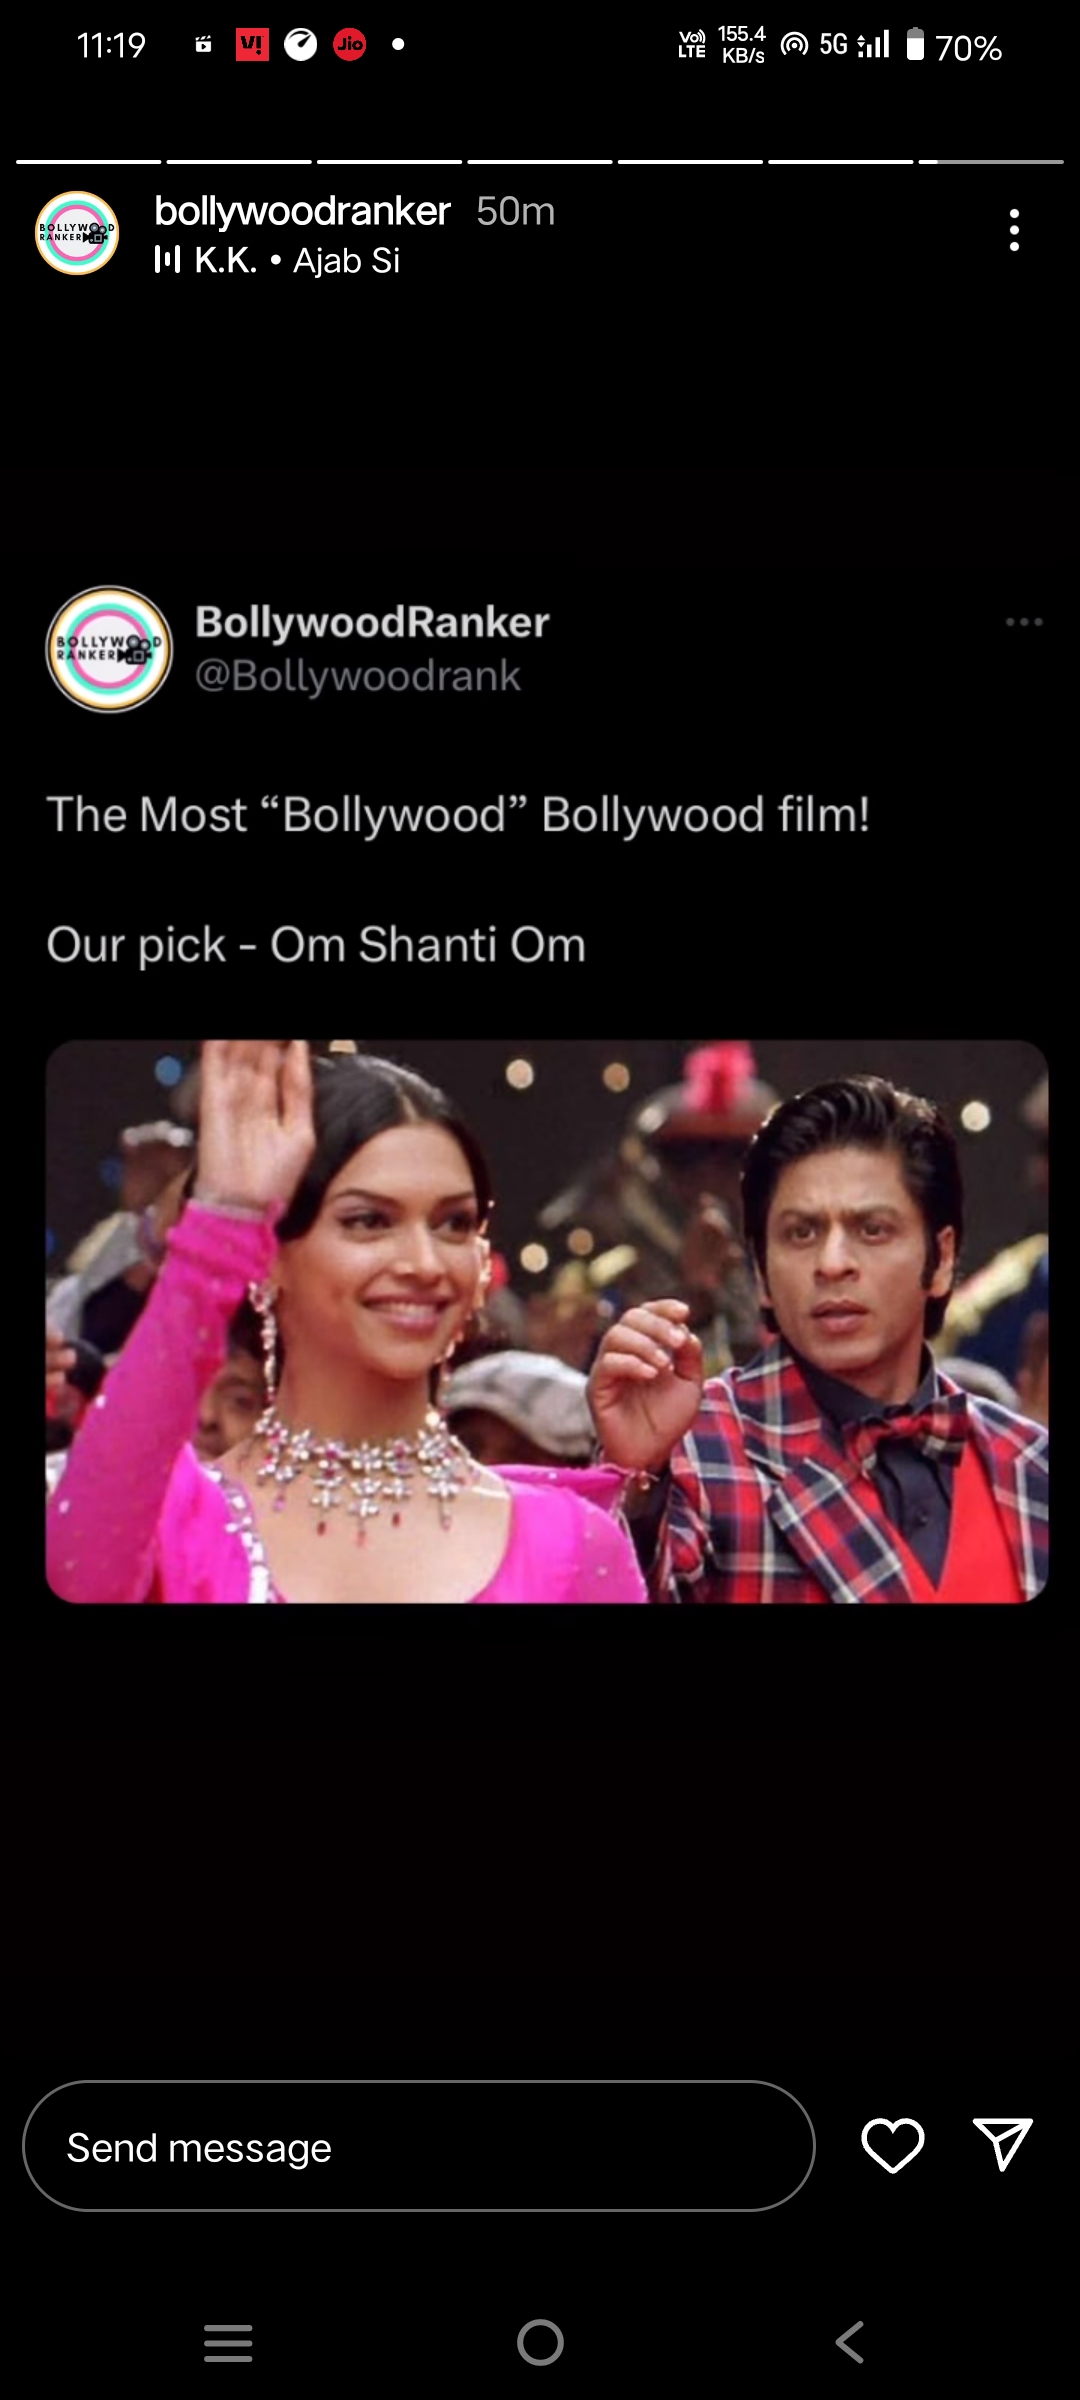 11:19
V!
Jio
Vo) LTE
155.4 KB/s
5G
70%
BOLLYWOOD RANKER
bollywoodranker 50m
K.K. • Ajab Si
BOLLYWOOD RANKER
BollywoodRanker
@Bollywoodrank
The Most “Bollywood” Bollywood film!
Our pick - Om Shanti Om
Send message